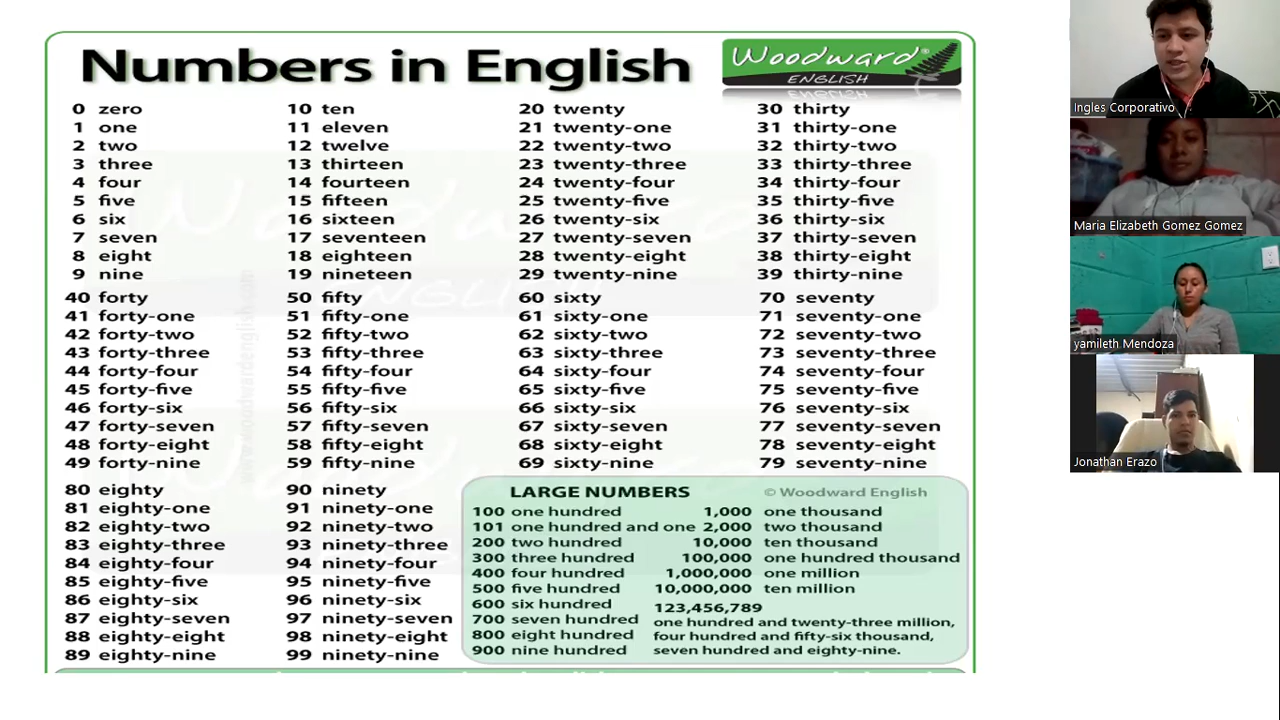 Numbers in English
Woodward®
ENGLISH
0 zero
1 one
2 two
3 three
4 four
5 five
6 six
7 seven
8 eight
9 nine
10 ten
11 eleven
12 twelve
13 thirteen
14 fourteen
15 fifteen
16 sixteen
17 seventeen
18 eighteen
19 nineteen
20 twenty
21 twenty-one
22 twenty-two
23 twenty-three
24 twenty-four
25 twenty-five
26 twenty-six
27 twenty-seven
28 twenty-eight
29 twenty-nine
30 thirty
31 thirty-one
32 thirty-two
33 thirty-three
34 thirty-four
35 thirty-five
36 thirty-six
37 thirty-seven
38 thirty-eight
39 thirty-nine
40 forty
41 forty-one
42 forty-two
43 forty-three
44 forty-four
45 forty-five
46 forty-six
47 forty-seven
48 forty-eight
49 forty-nine
50 fifty
51 fifty-one
52 fifty-two
53 fifty-three
54 fifty-four
55 fifty-five
56 fifty-six
57 fifty-seven
58 fifty-eight
59 fifty-nine
60 sixty
61 sixty-one
62 sixty-two
63 sixty-three
64 sixty-four
65 sixty-five
66 sixty-six
67 sixty-seven
68 sixty-eight
69 sixty-nine
70 seventy
71 seventy-one
72 seventy-two
73 seventy-three
74 seventy-four
75 seventy-five
76 seventy-six
77 seventy-seven
78 seventy-eight
79 seventy-nine
80 eighty
81 eighty-one
82 eighty-two
83 eighty-three
84 eighty-four
85 eighty-five
86 eighty-six
87 eighty-seven
88 eighty-eight
89 eighty-nine
90 ninety
91 ninety-one
92 ninety-two
93 ninety-three
94 ninety-four
95 ninety-five
96 ninety-six
97 ninety-seven
98 ninety-eight
99 ninety-nine
LARGE NUMBERS
© Woodward English
100 one hundred
101 one hundred and one
200 two hundred
300 three hundred
400 four hundred
500 five hundred
600 six hundred
700 seven hundred
800 eight hundred
900 nine hundred
1,000 one thousand
2,000 two thousand
10,000 ten thousand
100,000 one hundred thousand
1,000,000 one million
10,000,000 ten million
123,456,789
one hundred and twenty-three million,
four hundred and fifty-six thousand,
seven hundred and eighty-nine.
Ingles Corporativo
Maria Elizabeth Gomez Gomez
yamileth Mendoza
Jonathan Erazo